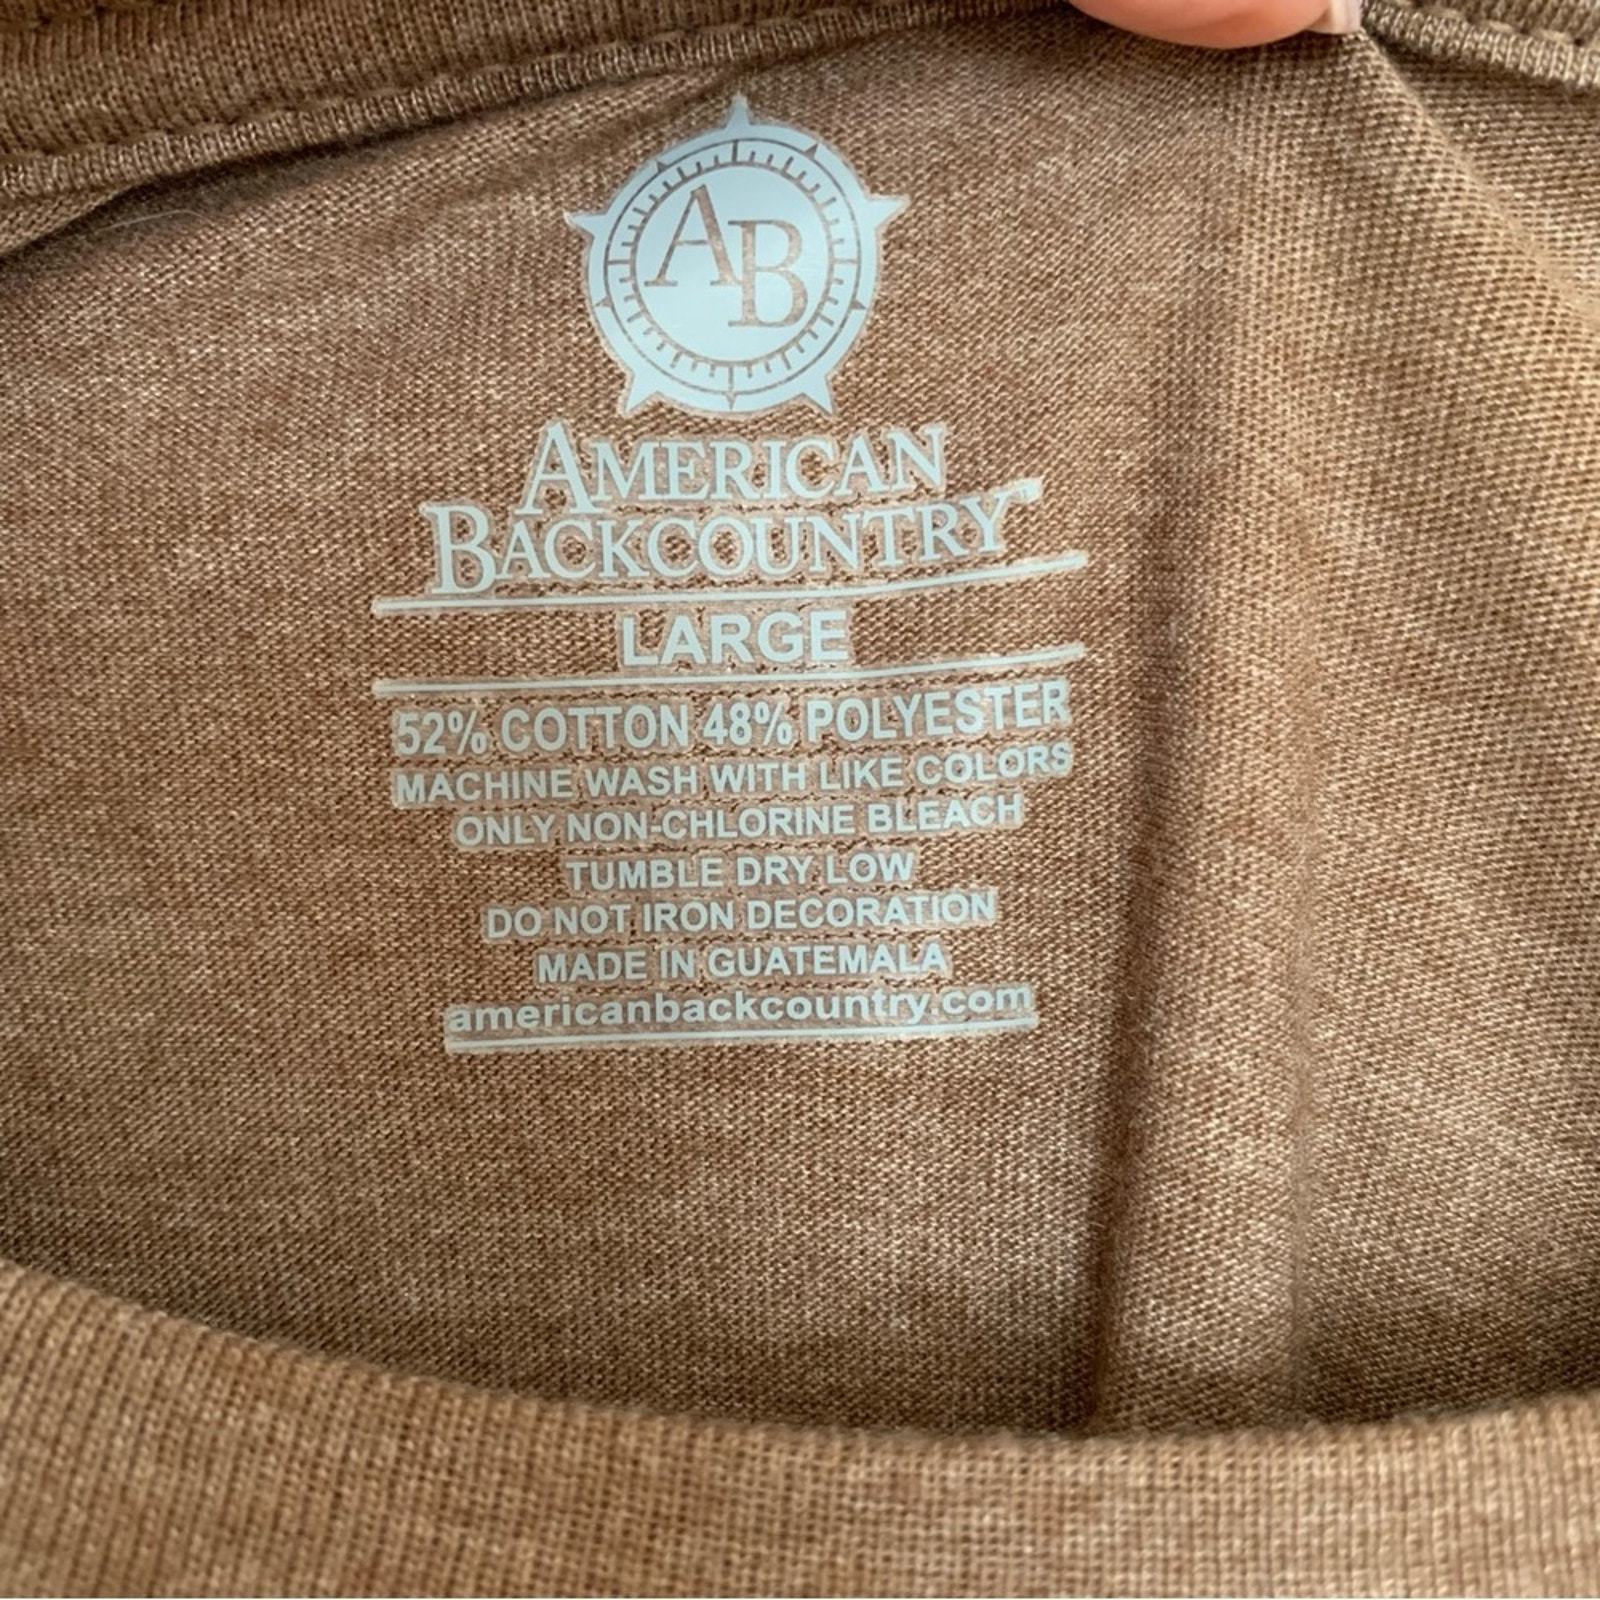 AB
AMERICAN
BACKCOUNTRY™
LARGE
52% COTTON 48% POLYESTER
MACHINE WASH WITH LIKE COLORS
ONLY NON-CHLORINE BLEACH
TUMBLE DRY LOW
DO NOT IRON DECORATION
MADE IN GUATEMALA
americanbackcountry.com